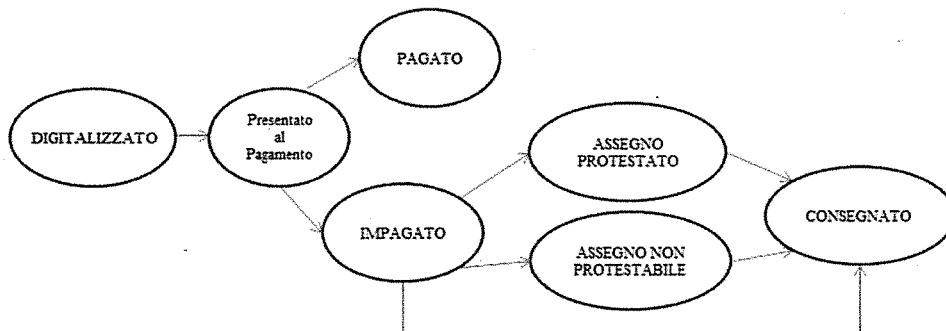 PAGATO
DIGITALIZZATO
Presentato
al
Pagamento
ASSEGNO
PROTESTATO
IMPAGATO
CONSEGNATO
ASSEGNO NON
PROTESTABILE